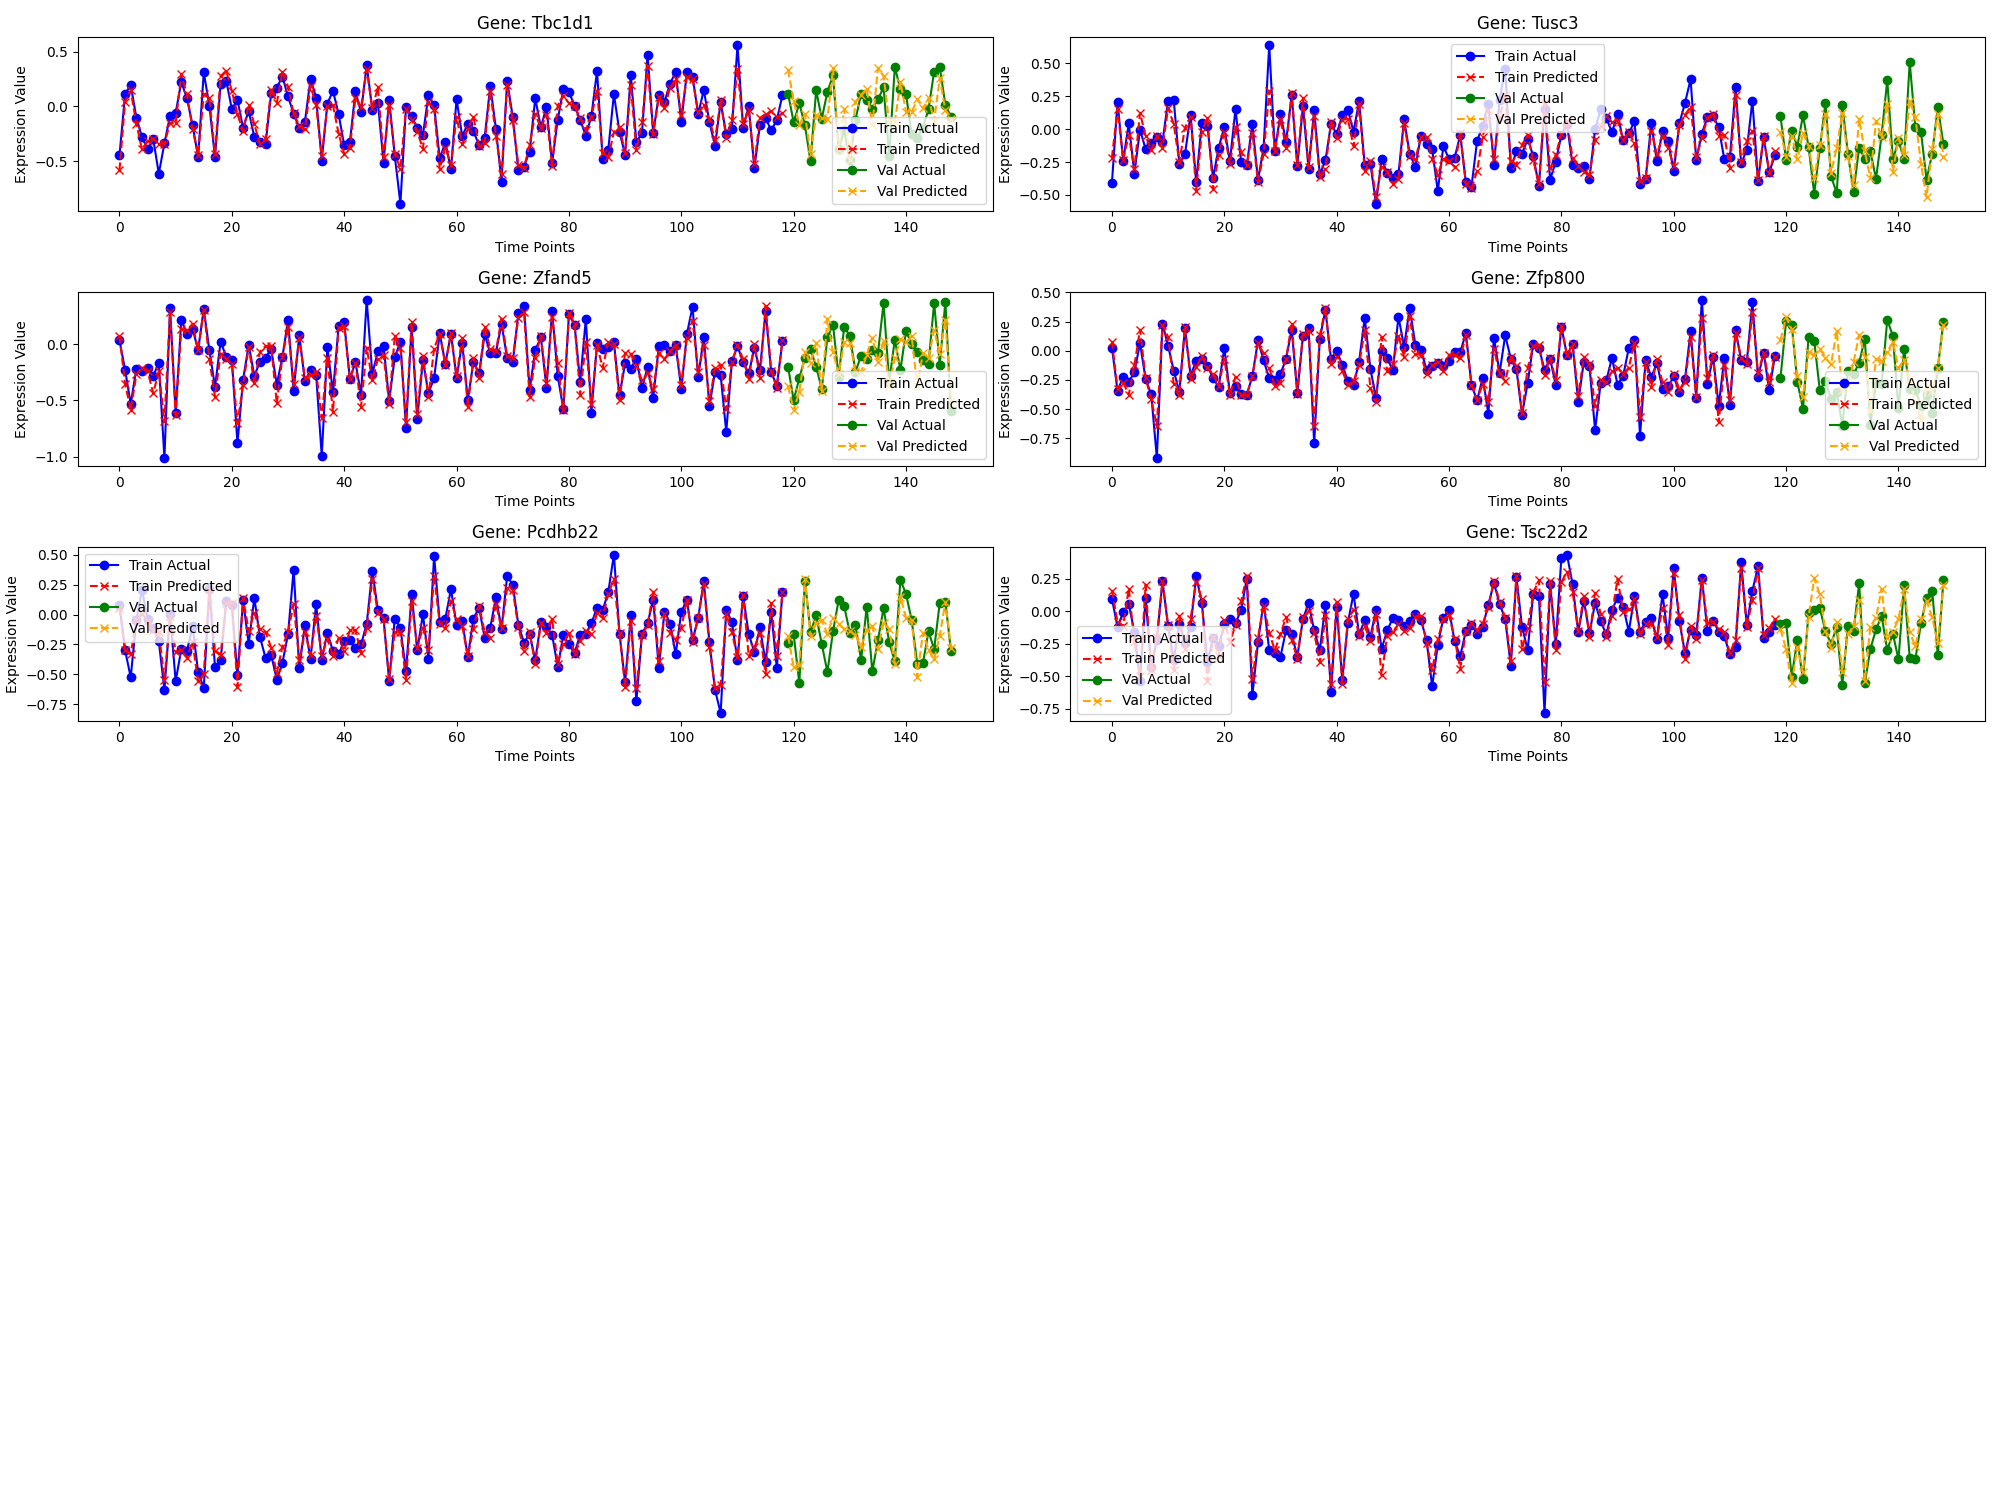 Gene: Tbc1d1
Expression Value
0.5
0.0
−0.5
0 20 40 60 80 100 120 140
Time Points
Train Actual
Train Predicted
Val Actual
Val Predicted
Gene: Tusc3
Expression Value
0.50
0.25
0.00
−0.25
−0.50
0 20 40 60 80 100 120 140
Time Points
Train Actual
Train Predicted
Val Actual
Val Predicted
Gene: Zfand5
Expression Value
0.0
−0.5
−1.0
0 20 40 60 80 100 120 140
Time Points
Train Actual
Train Predicted
Val Actual
Val Predicted
Gene: Zfp800
Expression Value
0.50
0.25
0.00
−0.25
−0.50
−0.75
0 20 40 60 80 100 120 140
Time Points
Train Actual
Train Predicted
Val Actual
Val Predicted
Gene: Pcdhb22
Expression Value
0.50
0.25
0.00
−0.25
−0.50
−0.75
0 20 40 60 80 100 120 140
Time Points
Train Actual
Train Predicted
Val Actual
Val Predicted
Gene: Tsc22d2
Expression Value
0.25
0.00
−0.25
−0.50
−0.75
0 20 40 60 80 100 120 140
Time Points
Train Actual
Train Predicted
Val Actual
Val Predicted